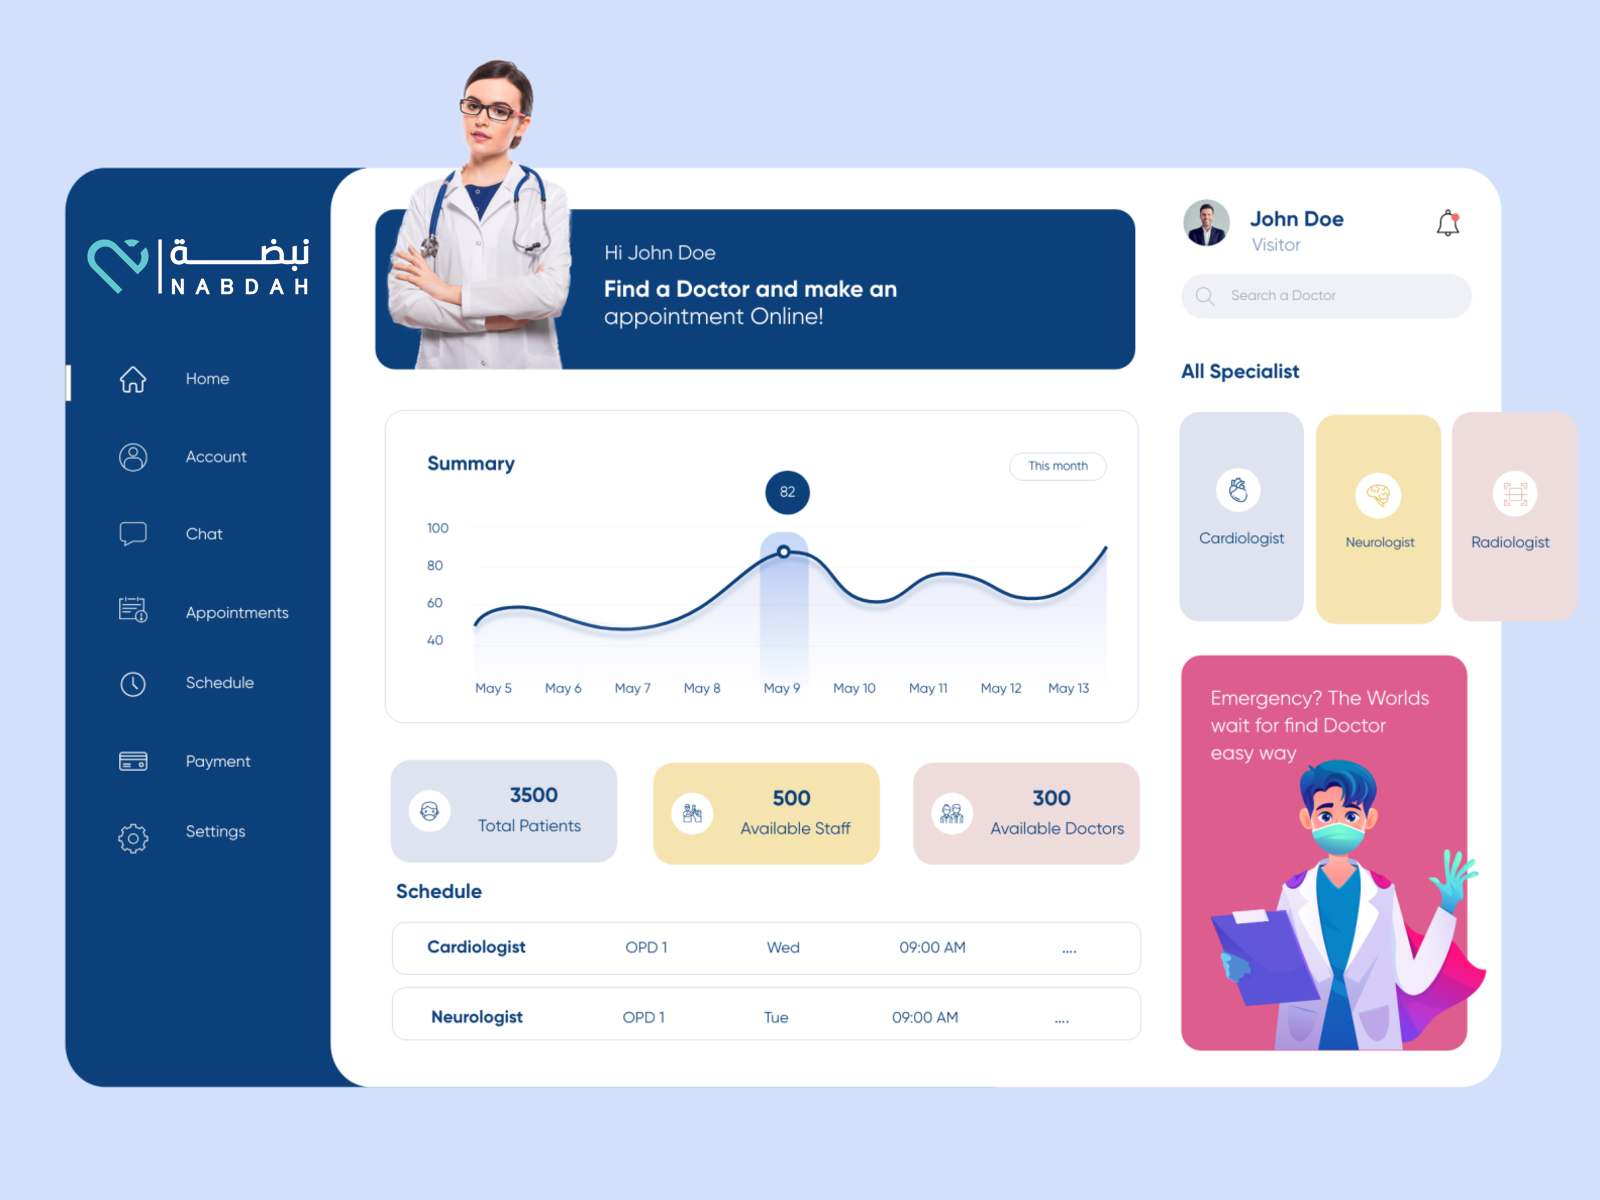 نبضة
NABDAH
Home
Account
Chat
Appointments
Schedule
Payment
Settings
Hi John Doe
Find a Doctor and make an
appointment Online!
John Doe
Visitor
Search a Doctor
All Specialist
Cardiologist
Neurologist
Radiologist
Summary
This month
82
100
80
60
40
May 5 May 6 May 7 May 8 May 9 May 10 May 11 May 12 May 13
3500
Total Patients
500
Available Staff
300
Available Doctors
Schedule
Cardiologist OPD 1 Wed 09:00 AM ....
Neurologist OPD 1 Tue 09:00 AM ....
Emergency? The Worlds
wait for find Doctor
easy way